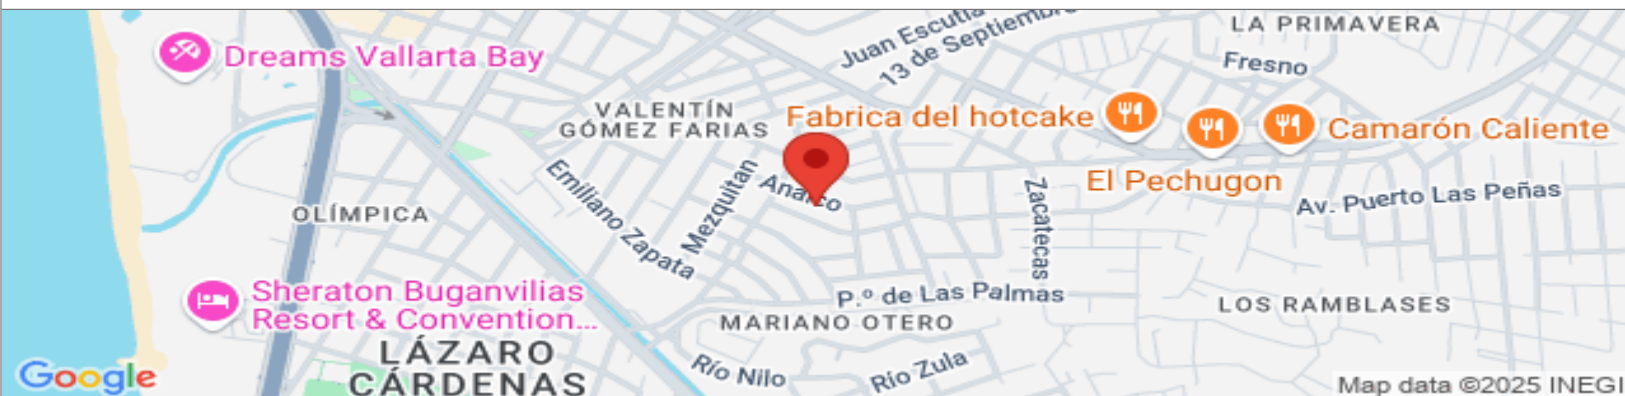 Juan Escutia
LA PRIMAVERA
13 de Septiembre
Dreams Vallarta Bay
Fresno
VALENTÍN
GÓMEZ FARIAS
Fabrica del hotcake
Camarón Caliente
El Pechugon
Emiliano Zapata
Mezquitan
Zacatecas
Av. Puerto Las Peñas
OLÍMPICA
Sheraton Buganvilias
Resort & Convention...
P.º de Las Palmas
LOS RAMBLASES
MARIANO OTERO
LÁZARO
CÁRDENAS
Río Nilo
Río Zula
Google
Map data ©2025 INEGI